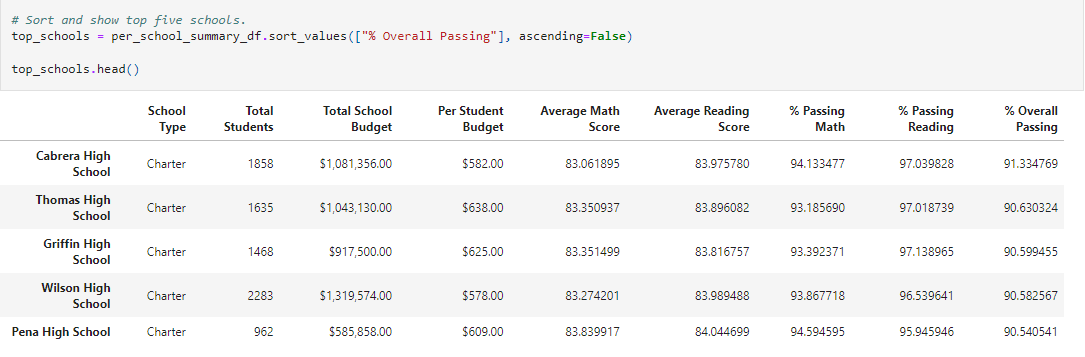 # Sort and show top five schools.
top_schools = per_school_summary_df.sort_values(["% Overall Passing"], ascending=False)
top_schools.head()
School Type Total Students Total School Budget Per Student Budget Average Math Score Average Reading Score % Passing Math % Passing Reading % Overall Passing
Cabrera High School Charter 1858 $1,081,356.00 $582.00 83.061895 83.975780 94.133477 97.039828 91.334769
Thomas High School Charter 1635 $1,043,130.00 $638.00 83.350937 83.896082 93.185690 97.018739 90.630324
Griffin High School Charter 1468 $917,500.00 $625.00 83.351499 83.816757 93.392371 97.138965 90.599455
Wilson High School Charter 2283 $1,319,574.00 $578.00 83.274201 83.989488 93.867718 96.539641 90.582567
Pena High School Charter 962 $585,858.00 $609.00 83.839917 84.044699 94.594595 95.945946 90.540541